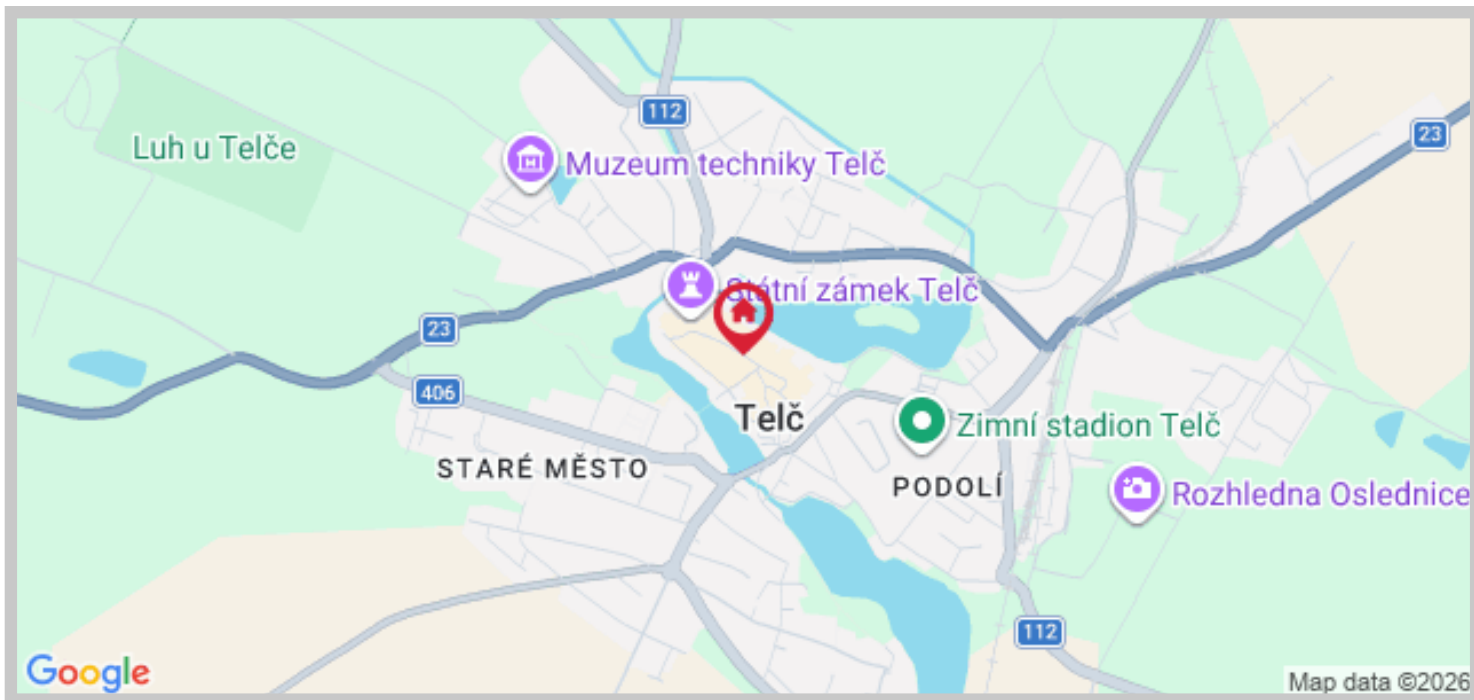 112
23
Luh u Telče
Muzeum techniky Telč
Státní zámek Telč
23
406
Telč
Zimní stadion Telč
STARÉ MĚSTO
PODOLÍ
Rozhledna Oslednice
112
Google
Map data ©2026